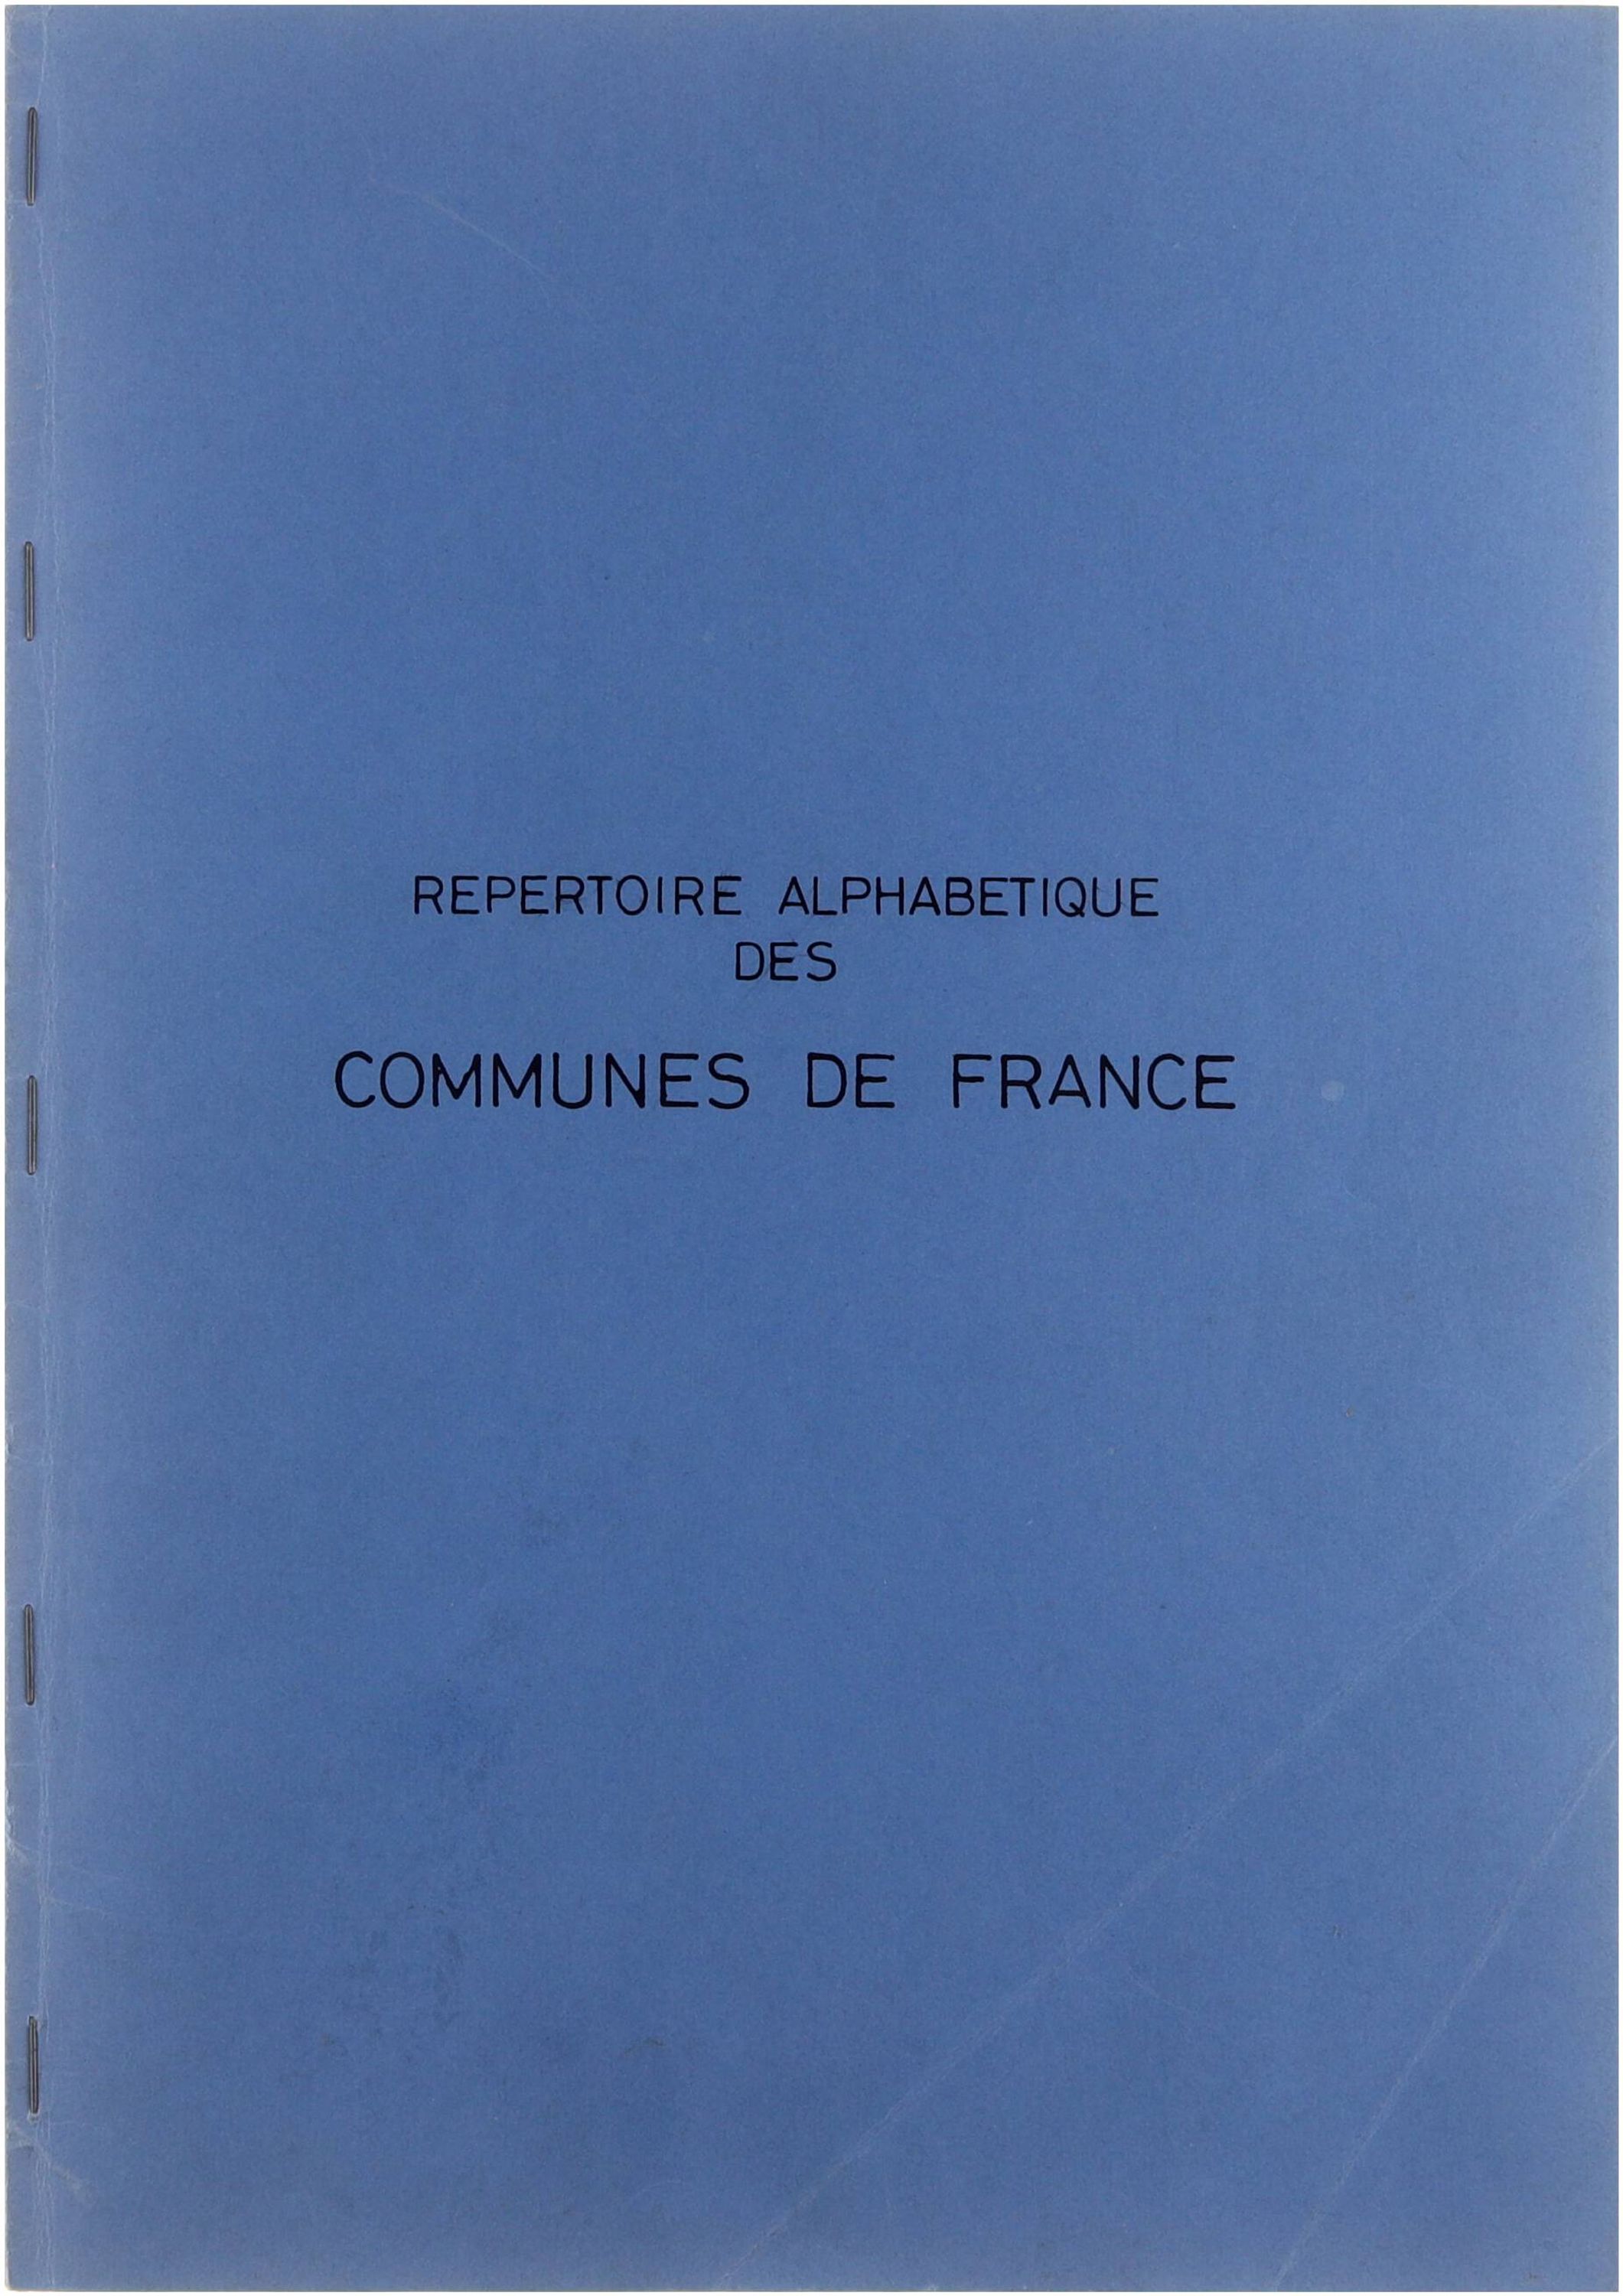 REPERTOIRE ALPHABETIQUE
DES
COMMUNES DE FRANCE